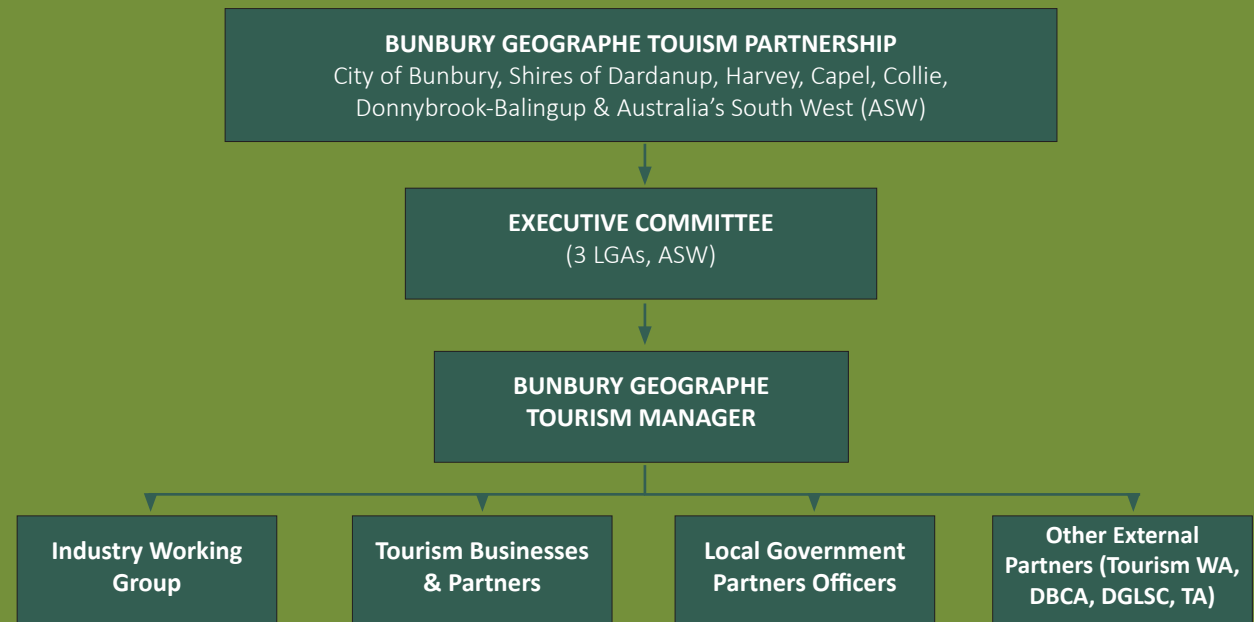 BUNBURY GEOGRAPHE TOUISM PARTNERSHIP
City of Bunbury, Shires of Dardanup, Harvey, Capel, Collie,
Donnybrook-Balingup & Australia’s South West (ASW)
EXECUTIVE COMMITTEE
(3 LGAs, ASW)
BUNBURY GEOGRAPHE
TOURISM MANAGER
Industry Working
Group
Tourism Businesses
& Partners
Local Government
Partners Officers
Other External
Partners (Tourism WA,
DBCA, DGLSC, TA)